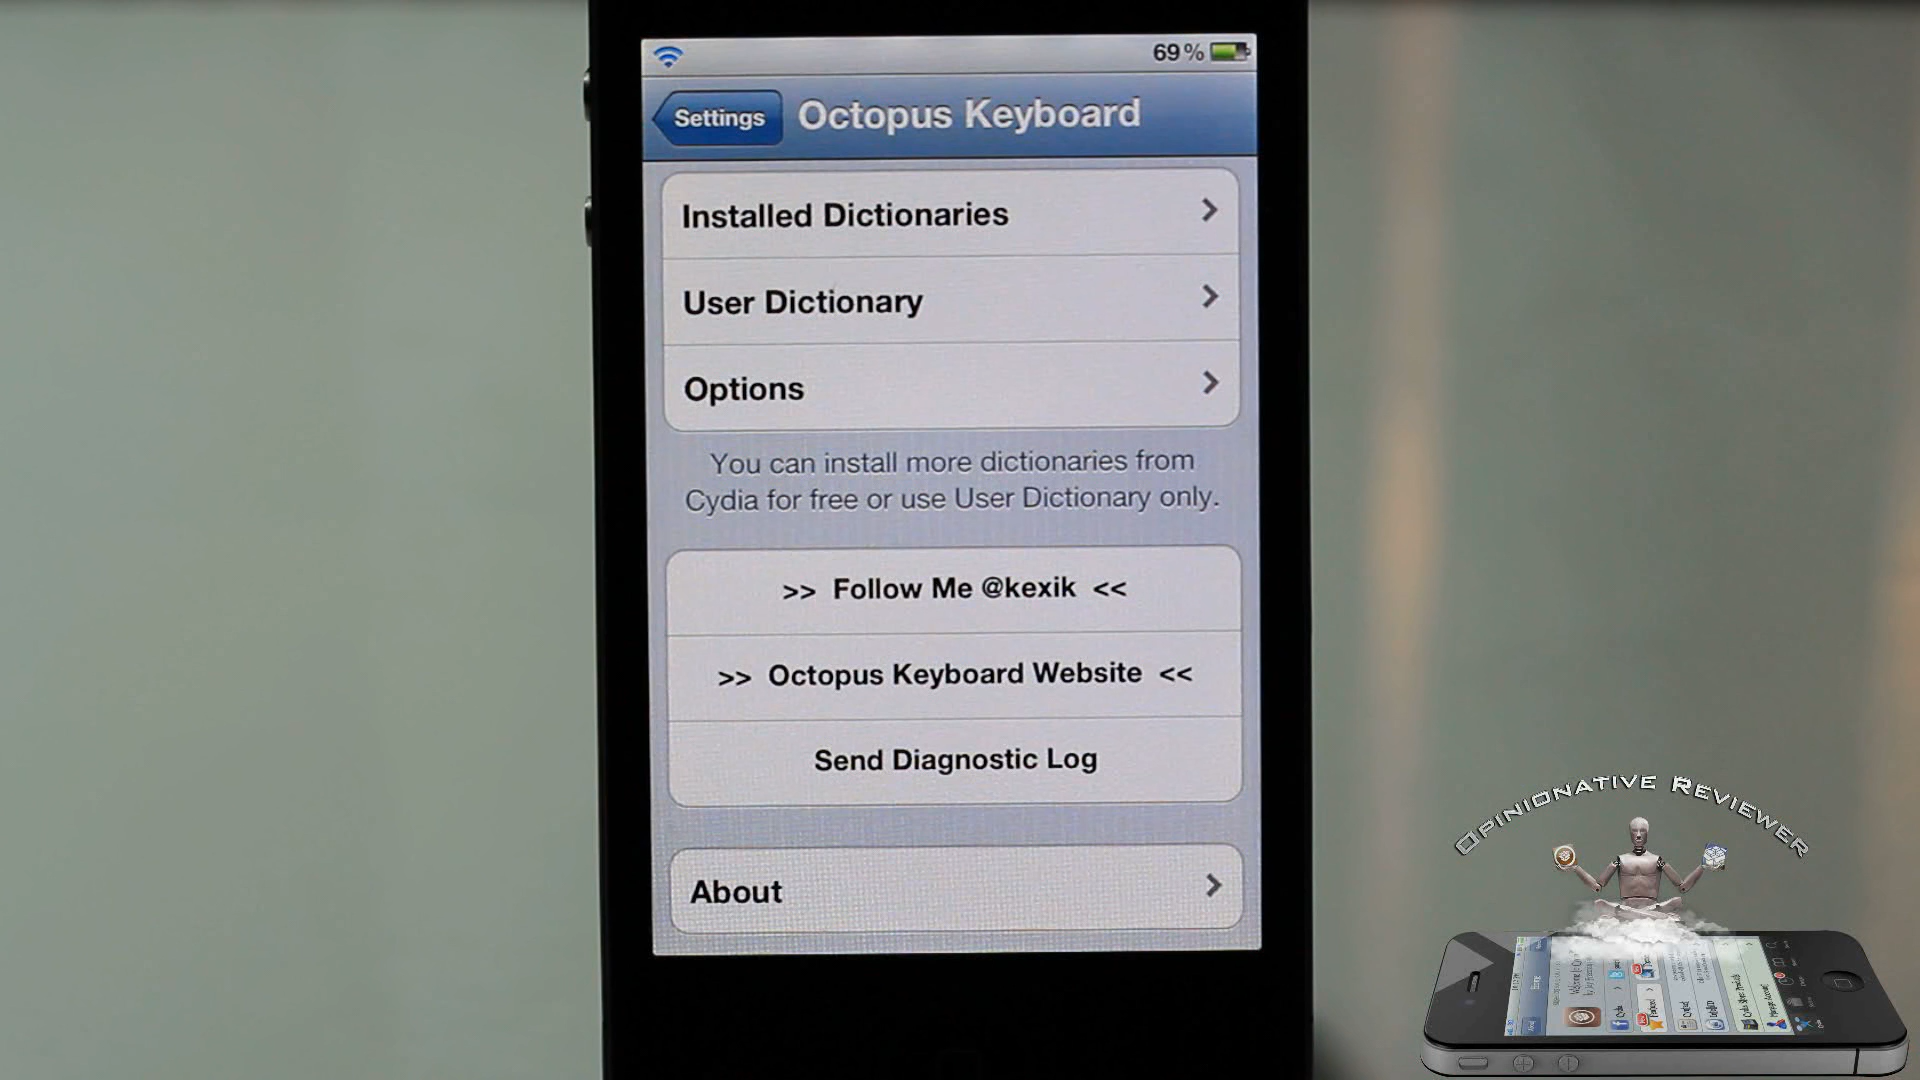 69%
Settings
Octopus Keyboard
Installed Dictionaries
User Dictionary
Options
You can install more dictionaries from
Cydia for free or use User Dictionary only.
>> Follow Me @kexik <<
>> Octopus Keyboard Website <<
Send Diagnostic Log
About
Opinionative Reviewer